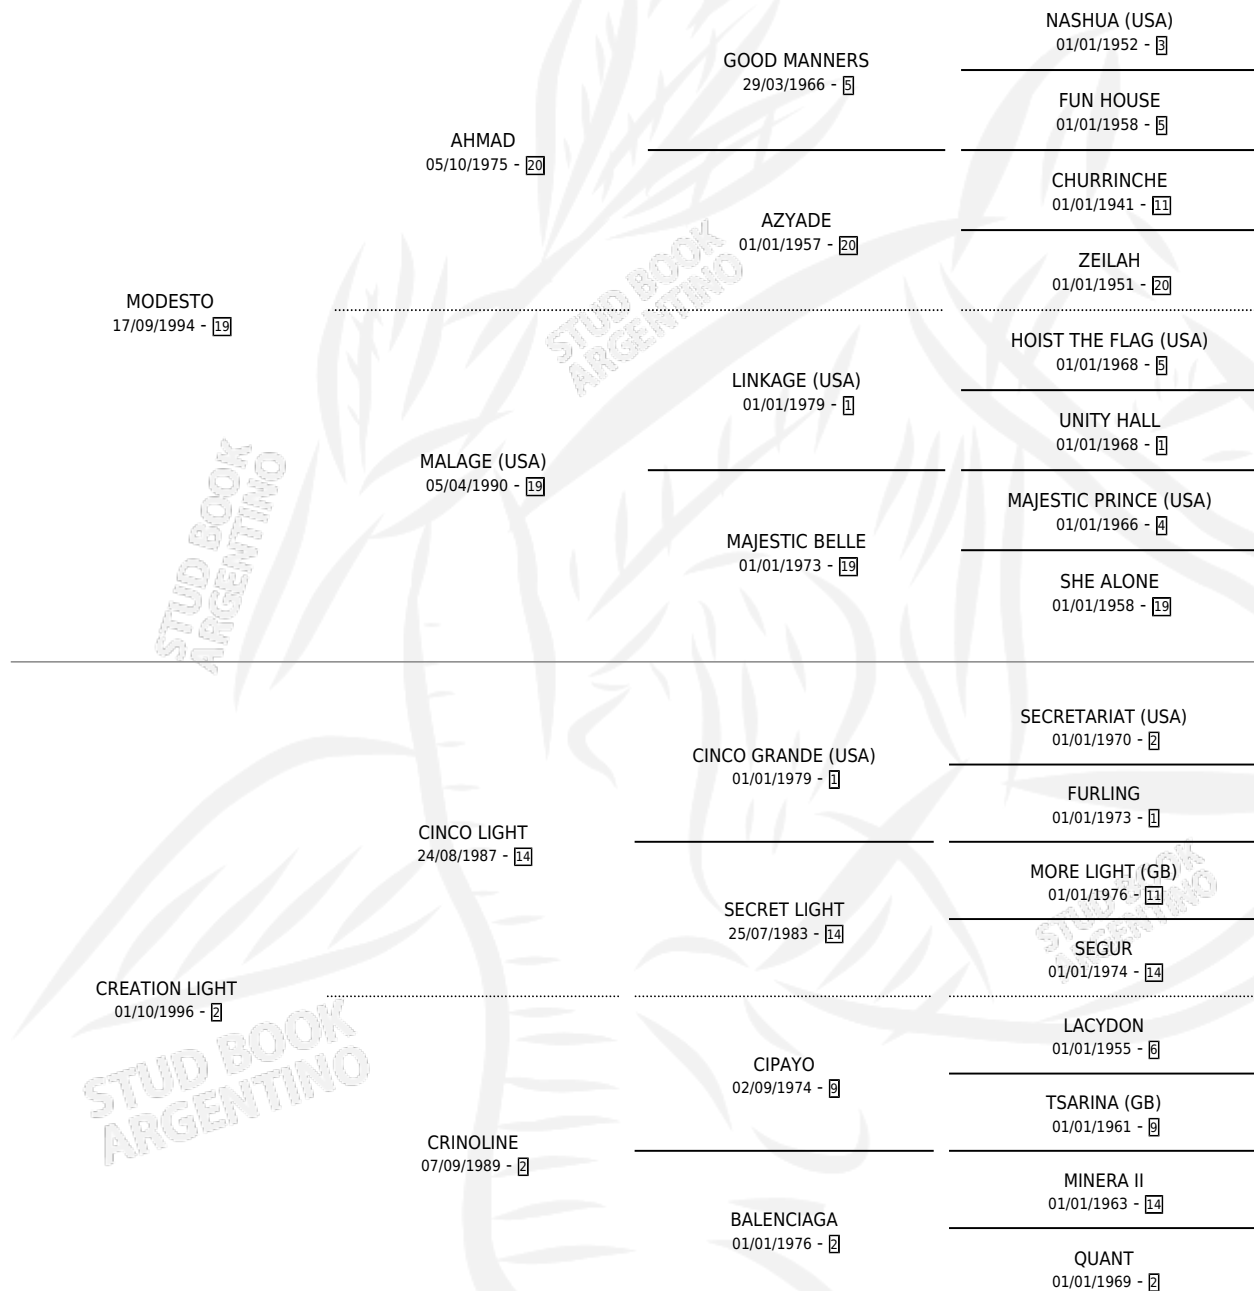 MODESTO
17/09/1994 - 19
AHMAD
05/10/1975 - 20
GOOD MANNERS
29/03/1966 - 5
NASHUA (USA)
01/01/1952 - 3
FUN HOUSE
01/01/1958 - 5
AZYADE
01/01/1957 - 20
CHURRINCHE
01/01/1941 - 11
ZEILAH
01/01/1951 - 20
MALAGE (USA)
05/04/1990 - 19
LINKAGE (USA)
01/01/1979 - 1
HOIST THE FLAG (USA)
01/01/1968 - 5
UNITY HALL
01/01/1968 - 1
MAJESTIC BELLE
01/01/1973 - 19
MAJESTIC PRINCE (USA)
01/01/1966 - 4
SHE ALONE
01/01/1958 - 19
CREATION LIGHT
01/10/1996 - 2
CINCO LIGHT
24/08/1987 - 14
CINCO GRANDE (USA)
01/01/1979 - 1
SECRETARIAT (USA)
01/01/1970 - 2
FURLING
01/01/1973 - 1
SECRET LIGHT
25/07/1983 - 14
MORE LIGHT (GB)
01/01/1976 - 11
SEGUR
01/01/1974 - 14
CRINOLINE
07/09/1989 - 2
CIPAYO
02/09/1974 - 9
LACYDON
01/01/1955 - 6
TSARINA (GB)
01/01/1961 - 9
BALENCIAGA
01/01/1976 - 2
MINERA II
01/01/1963 - 14
QUANT
01/01/1969 - 2
STUD BOOK
ARGENTINO
STUD BOOK
ARGENTINO
STUD BOOK
ARGENTINO
STUD BOOK
ARGENTINO